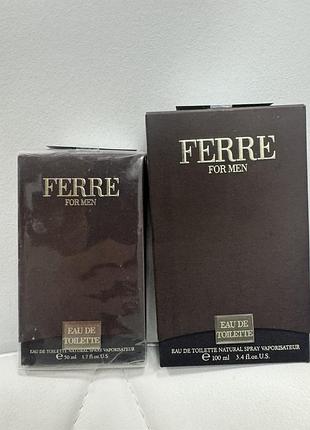 FERRE
FOR MEN
EAU DE
TOILETTE
EAU DE TOILETTE NATURAL SPRAY VAPORISATEUR
℮ 50 ml 1.7 fl.oz.U.S.
FERRE
FOR MEN
EAU DE
TOILETTE
EAU DE TOILETTE NATURAL SPRAY VAPORISATEUR
℮ 100 ml 3.4 fl.oz.U.S.